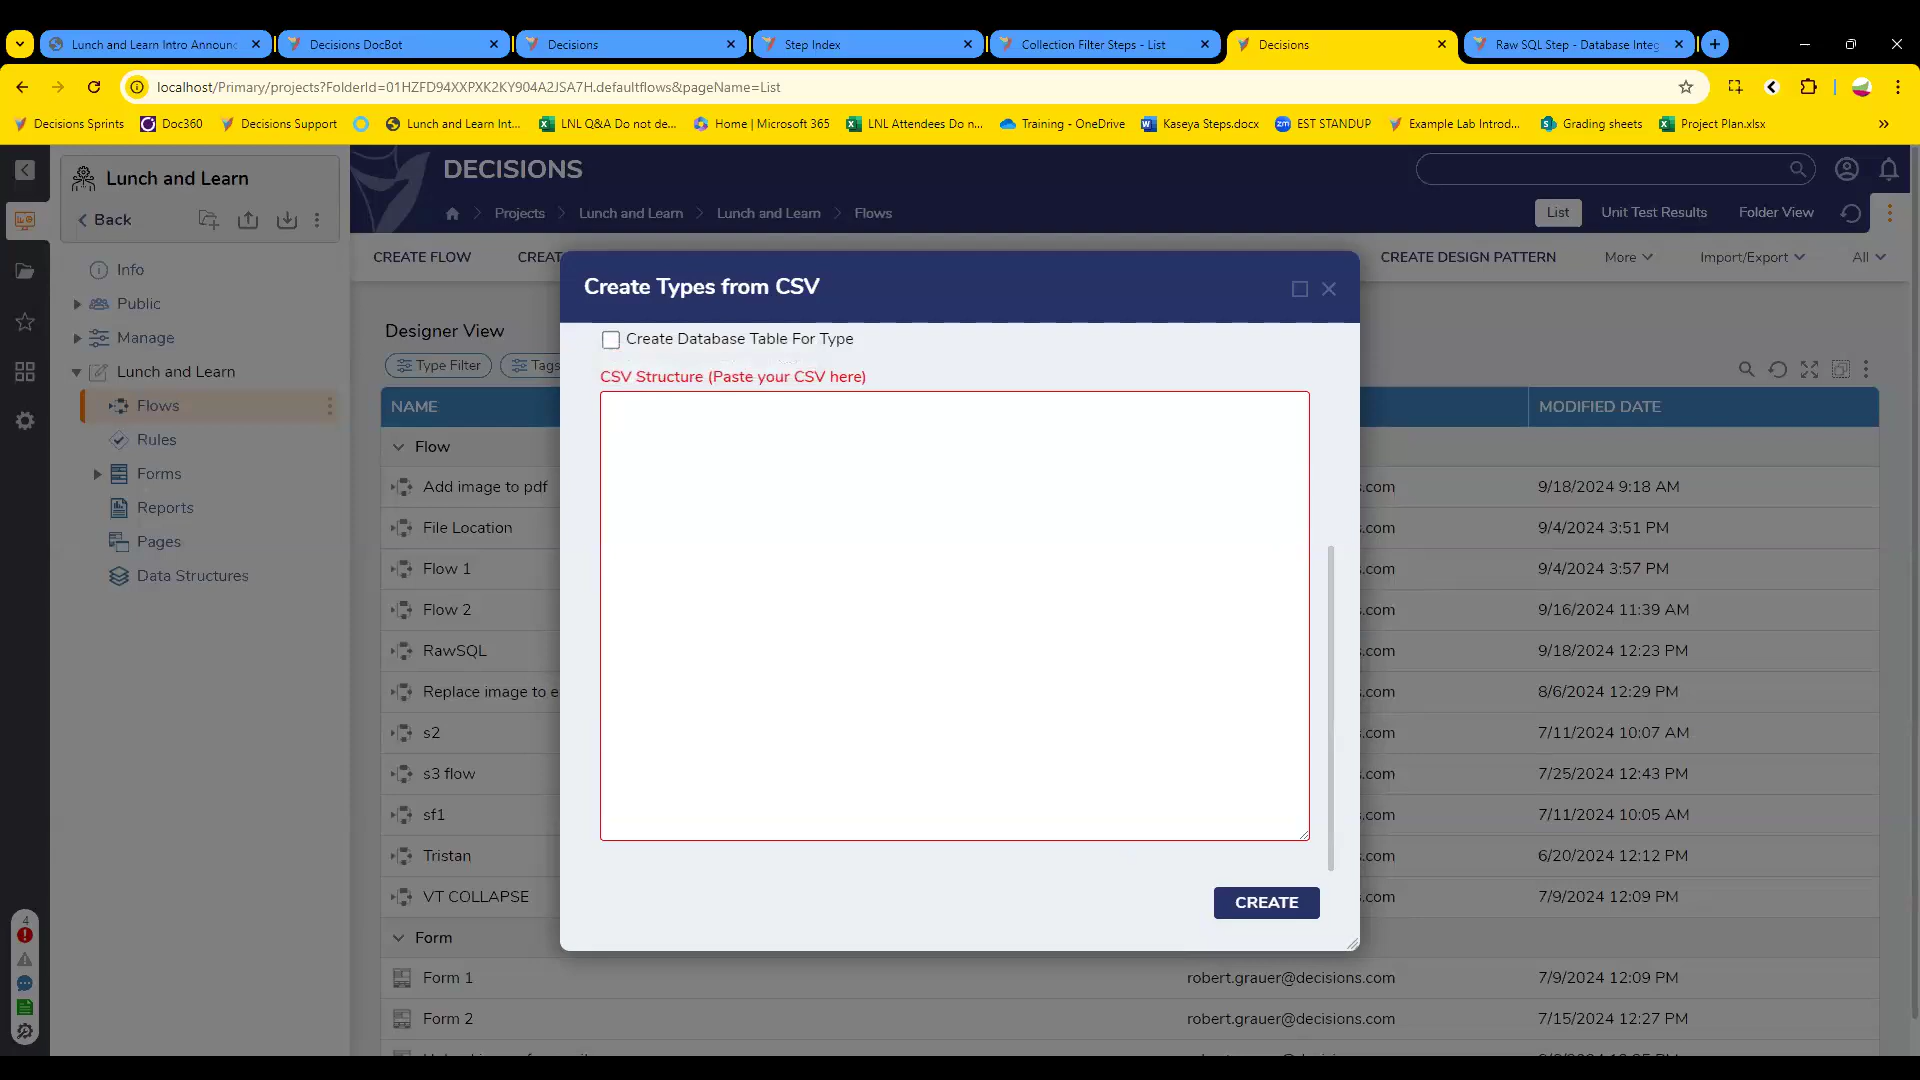 Lunch and Learn Intro Announ
Decisions DocBot
Decisions
Step Index
Collection Filter Steps - List
Decisions
Raw SQL Step - Database Integ
localhost/Primary/projects?FolderId=01HZFD94XXPXK2KY904A2JSA7H.defaultflows&pageName=List
Decisions Sprints
Doc360
Decisions Support
Lunch and Learn Int...
LNL Q&A Do not de...
Home | Microsoft 365
LNL Attendees Do n...
Training - OneDrive
Kaseya Steps.docx
EST STANDUP
Example Lab Introd...
Grading sheets
Project Plan.xlsx
Lunch and Learn
Back
Info
Public
Manage
Lunch and Learn
Flows
Rules
Forms
Reports
Pages
Data Structures
4
DECISIONS
Projects > Lunch and Learn > Lunch and Learn > Flows
List
Unit Test Results
Folder View
CREATE FLOW
CREAT
CREATE DESIGN PATTERN
More
Import/Export
All
Designer View
Type Filter
Tags
NAME
MODIFIED DATE
Flow
Add image to pdf s.com 9/18/2024 9:18 AM
File Location s.com 9/4/2024 3:51 PM
Flow 1 s.com 9/4/2024 3:57 PM
Flow 2 s.com 9/16/2024 11:39 AM
RawSQL s.com 9/18/2024 12:23 PM
Replace image to e s.com 8/6/2024 12:29 PM
s2 s.com 7/11/2024 10:07 AM
s3 flow s.com 7/25/2024 12:43 PM
sf1 s.com 7/11/2024 10:05 AM
Tristan s.com 6/20/2024 12:12 PM
VT COLLAPSE s.com 7/9/2024 12:09 PM
Form
Form 1 robert.grauer@decisions.com 7/9/2024 12:09 PM
Form 2 robert.grauer@decisions.com 7/15/2024 12:27 PM
Create Types from CSV
Create Database Table For Type
CSV Structure (Paste your CSV here)
CREATE